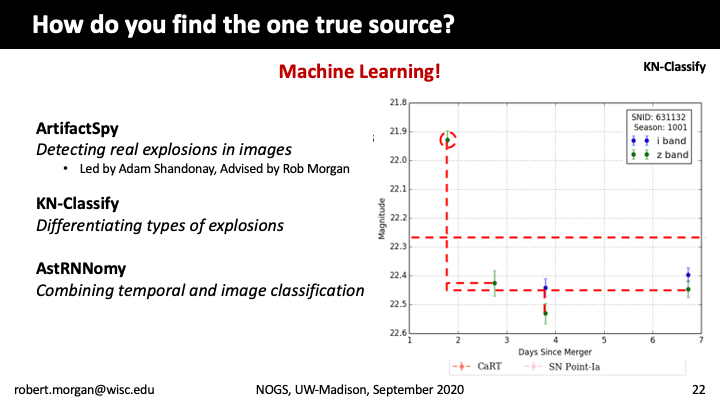 How do you find the one true source?
Machine Learning!
KN-Classify
ArtifactSpy
Detecting real explosions in images
• Led by Adam Shandonay, Advised by Rob Morgan
KN-Classify
Differentiating types of explosions
AstRNNomy
Combining temporal and image classification
SNID: 631132
Season: 1001
i band
z band
Magnitude
21.8
21.9
22.0
22.1
22.2
22.3
22.4
22.5
22.6
1 2 3 4 5 6 7
Days Since Merger
CaRT SN Point-Ia
robert.morgan@wisc.edu NOGS, UW-Madison, September 2020 22